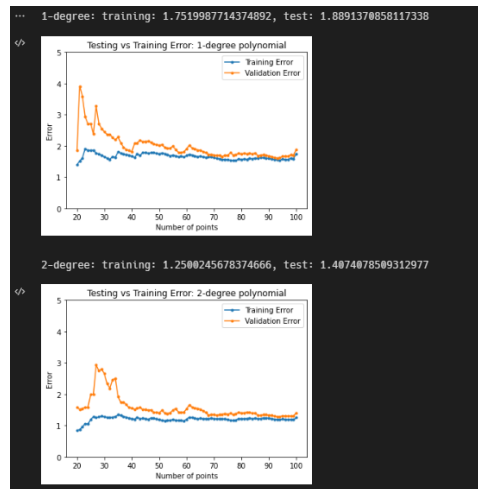 1-degree: training: 1.7519987714374892, test: 1.8891370858117338
Testing vs Training Error: 1-degree polynomial
5
Training Error
Validation Error
4
3
Error
2
1
0
20 30 40 50 60 70 80 90 100
Number of points
2-degree: training: 1.2500245678374666, test: 1.4074078509312977
Testing vs Training Error: 2-degree polynomial
5
Training Error
Validation Error
4
3
Error
2
1
0
20 30 40 50 60 70 80 90 100
Number of points